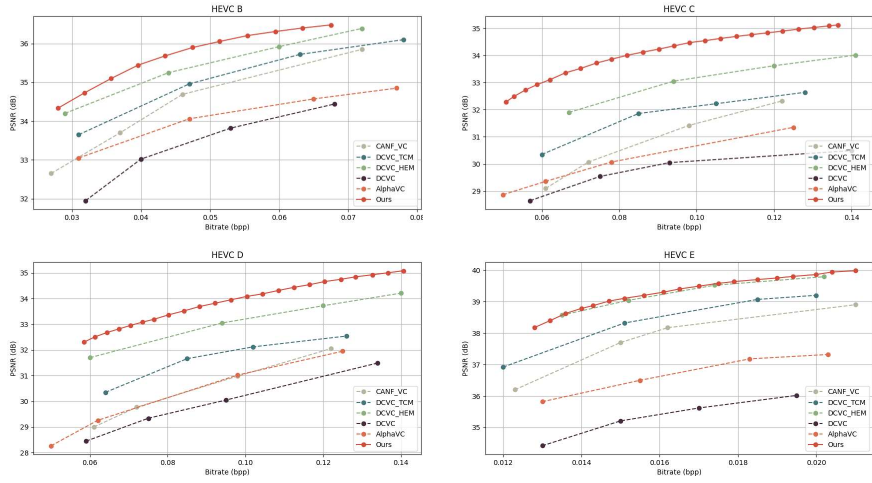 HEVC B
PSNR (dB)
36
35
34
33
32
0.03 0.04 0.05 0.06 0.07 0.08
Bitrate (bpp)
CANF_VC
DCVC_TCM
DCVC_HEM
DCVC
AlphaVC
Ours
HEVC C
PSNR (dB)
35
34
33
32
31
30
29
0.06 0.08 0.10 0.12 0.14
Bitrate (bpp)
CANF_VC
DCVC_TCM
DCVC_HEM
DCVC
AlphaVC
Ours
HEVC D
PSNR (dB)
35
34
33
32
31
30
29
28
0.06 0.08 0.10 0.12 0.14
Bitrate (bpp)
CANF_VC
DCVC_TCM
DCVC_HEM
DCVC
AlphaVC
Ours
HEVC E
PSNR (dB)
40
39
38
37
36
35
0.012 0.014 0.016 0.018 0.020
Bitrate (bpp)
CANF_VC
DCVC_TCM
DCVC_HEM
DCVC
AlphaVC
Ours